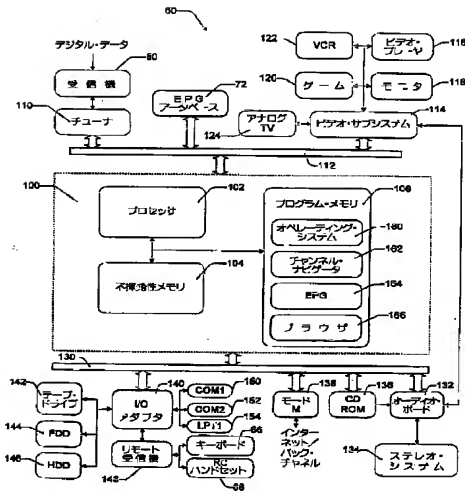 60
デジタル・データ
受信機
80
110
チューナ
72
EPG
データベース
122
VCR
ビデオ・プレーヤ
116
120
ゲーム
モニタ
118
124
アナログ
TV
114
ビデオ・サブシステム
112
100
102
プロセッサ
104
不揮発性メモリ
106
プログラム・メモリ
オペレーティング・
システム
160
チャンネル・
ナビゲータ
162
EPG
164
ブラウザ
166
130
142
テープ・
ドライブ
144
FDD
146
HDD
140
I/O
アダプタ
COM1
150
COM2
152
LPT1
154
リモート
受信機
148
キーボード
66
RC
ハンドセット
68
138
モード
M
インター
ネット/
バック・
チャネル
136
CD
ROM
132
オーディオ
ボード
134
ステレオ・
システム